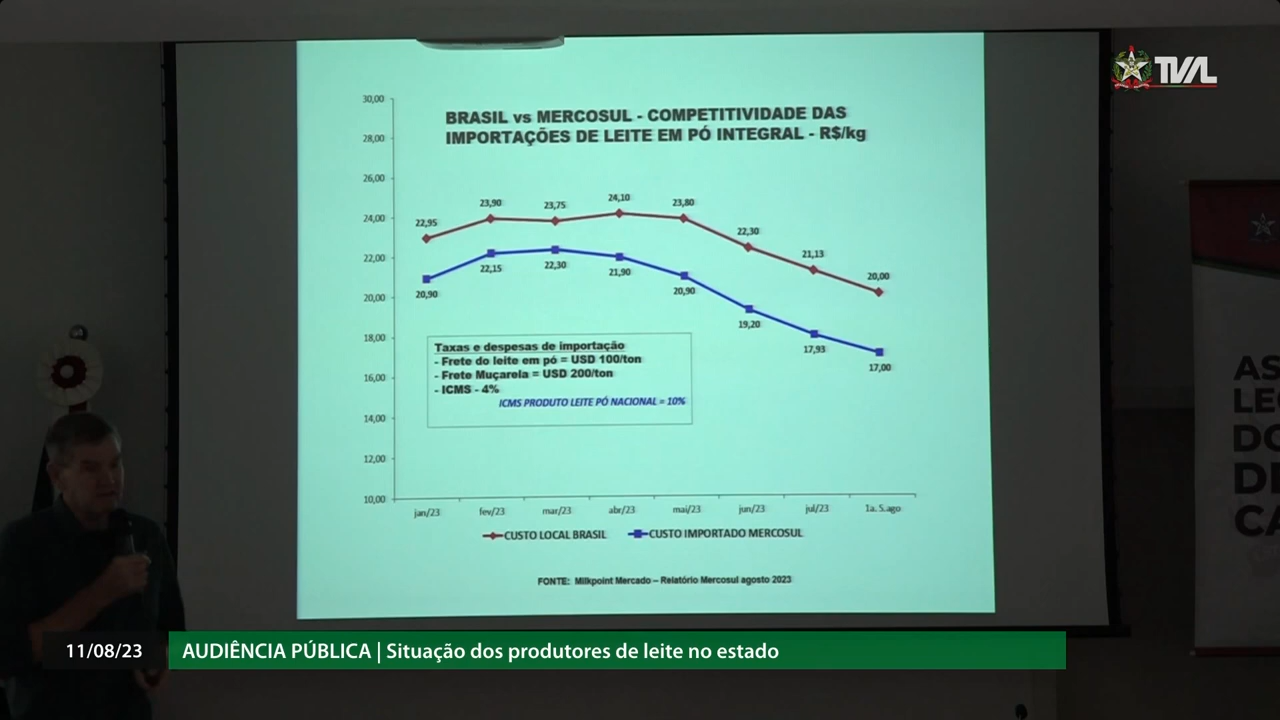 TVAL
BRASIL vs MERCOSUL - COMPETITIVIDADE DAS
IMPORTAÇÕES DE LEITE EM PÓ INTEGRAL - R$/kg
30,00
28,00
26,00
24,00
22,00
20,00
18,00
16,00
14,00
12,00
10,00
22,95
23,90
23,75
24,10
23,80
22,30
21,13
20,00
20,90
22,15
22,30
21,90
20,90
19,20
17,93
17,00
Taxas e despesas de importação
- Frete do leite em pó = USD 100/ton
- Frete Muçarela = USD 200/ton
- ICMS - 4%
ICMS PRODUTO LEITE PÓ NACIONAL = 10%
jan/23 fev/23 mar/23 abr/23 mai/23 jun/23 jul/23 1a. S.ago
CUSTO LOCAL BRASIL CUSTO IMPORTADO MERCOSUL
FONTE: Milkpoint Mercado – Relatório Mercosul agosto 2023
AS
LE
DO
DE
CA
11/08/23 AUDIÊNCIA PÚBLICA | Situação dos produtores de leite no estado